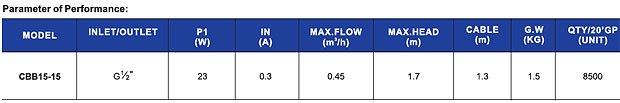 Parameter of Performance:
MODEL INLET/OUTLET P1 (W) IN (A) MAX.FLOW (m³/h) MAX.HEAD (m) CABLE (m) G.W (KG) QTY/20'GP (UNIT)
CBB15-15 G½" 23 0.3 0.45 1.7 1.3 1.5 8500